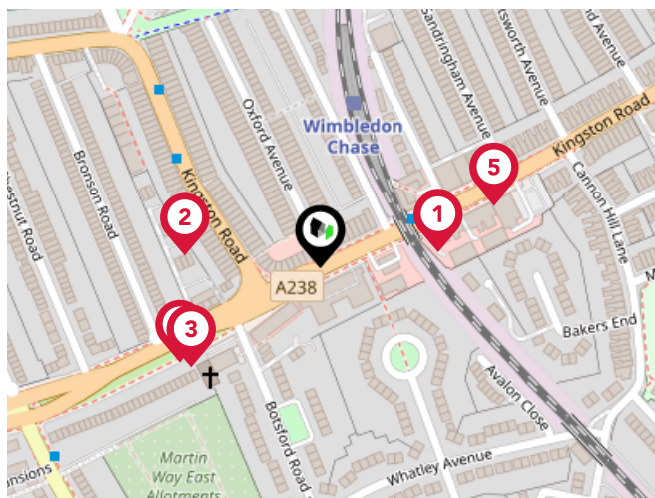 Sandringham Avenue
Kingston Road
Wimbledon
Chase
Oxford Avenue
Bronson Road
Kingston Road
5
1
2
Cannon Hill Lane
A238
3
Bakers End
Avalon Close
Botsford Road
Martin
Way East
Allotments
Whatley Avenue